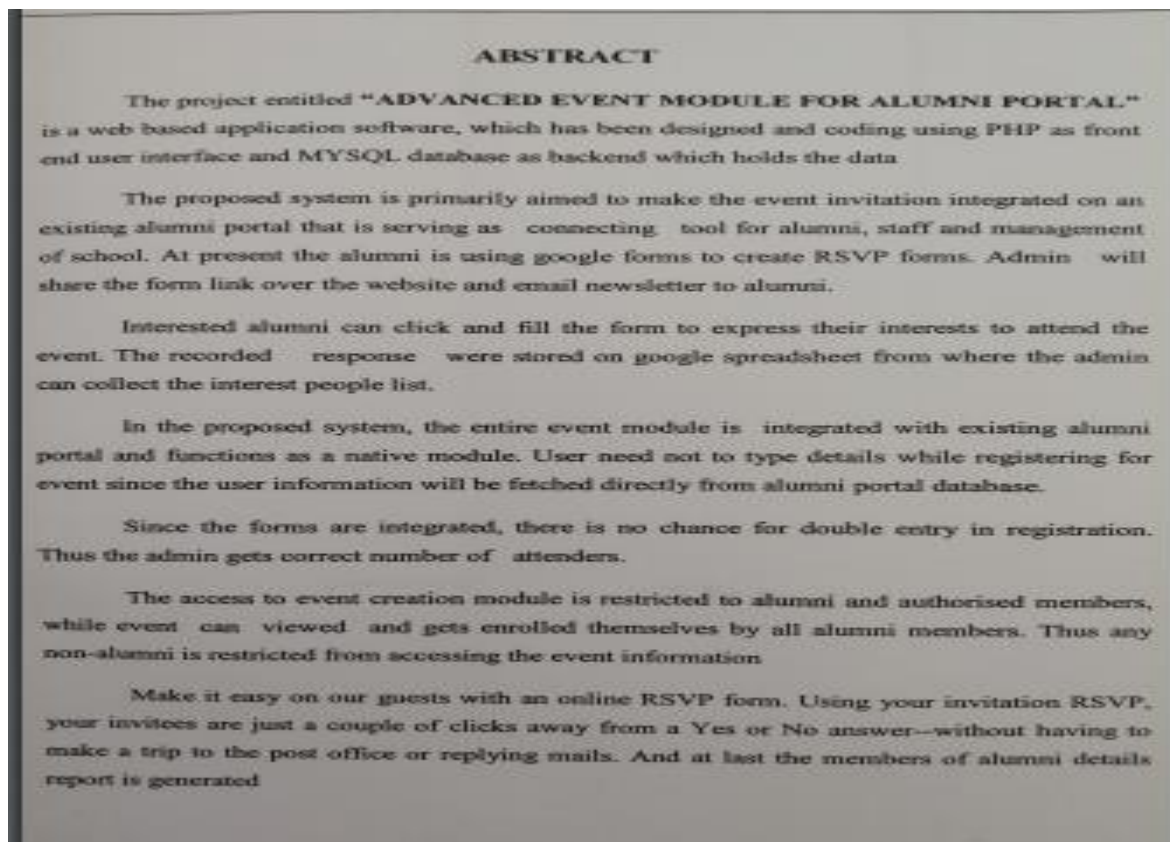 ABSTRACT
The project entitled “ADVANCED EVENT MODULE FOR ALUMNI PORTAL”
is a web based application software, which has been designed and coding using PHP as front
end user interface and MYSQL database as backend which holds the data
The proposed system is primarily aimed to make the event invitation integrated on an
existing alumni portal that is serving as connecting tool for alumni, staff and management
of school. At present the alumni is using google forms to create RSVP forms. Admin will
share the form link over the website and email newsletter to alumni.
Interested alumni can click and fill the form to express their interests to attend the
event. The recorded response were stored on google spreadsheet from where the admin
can collect the interest people list.
In the proposed system, the entire event module is integrated with existing alumni
portal and functions as a native module. User need not to type details while registering for
event since the user information will be fetched directly from alumni portal database.
Since the forms are integrated, there is no chance for double entry in registration.
Thus the admin gets correct number of attenders.
The access to event creation module is restricted to alumni and authorised members,
while event can viewed and gets enrolled themselves by all alumni members. Thus any
non-alumni is restricted from accessing the event information
Make it easy on our guests with an online RSVP form. Using your invitation RSVP,
your invitees are just a couple of clicks away from a Yes or No answer--without having to
make a trip to the post office or replying mails. And at last the members of alumni details
report is generated